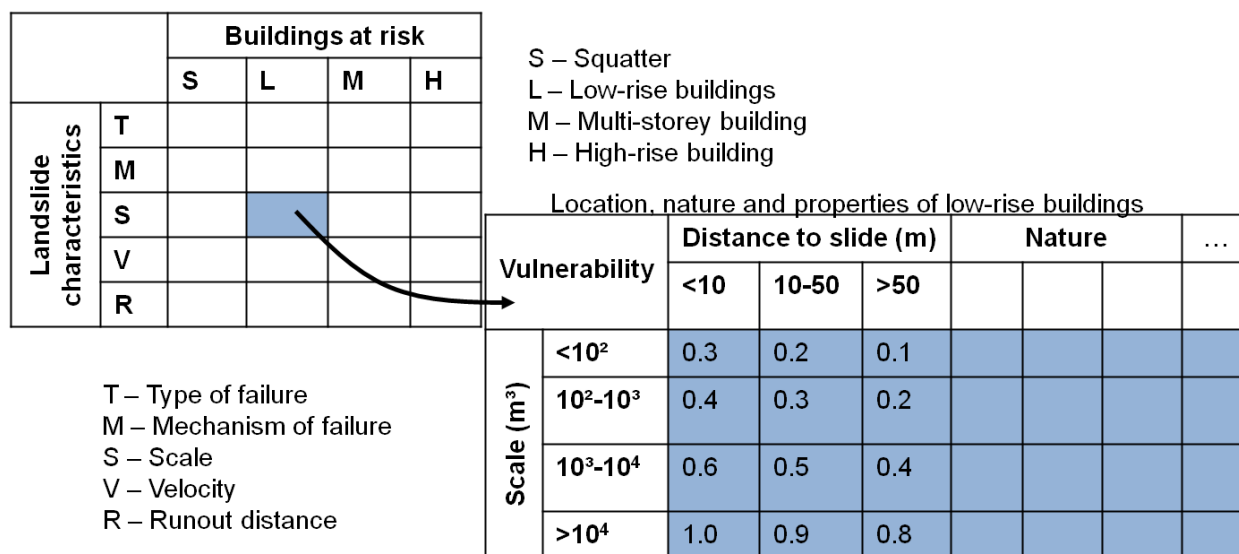 Buildings at risk
S L M H
Landslide characteristics
T
M
S
V
R
S – Squatter
L – Low-rise buildings
M – Multi-storey building
H – High-rise building
Location, nature and properties of low-rise buildings
Vulnerability Distance to slide (m) Nature ...
<10 10-50 >50
Scale (m³)
<10² 0.3 0.2 0.1
10²-10³ 0.4 0.3 0.2
10³-10⁴ 0.6 0.5 0.4
>10⁴ 1.0 0.9 0.8
T – Type of failure
M – Mechanism of failure
S – Scale
V – Velocity
R – Runout distance